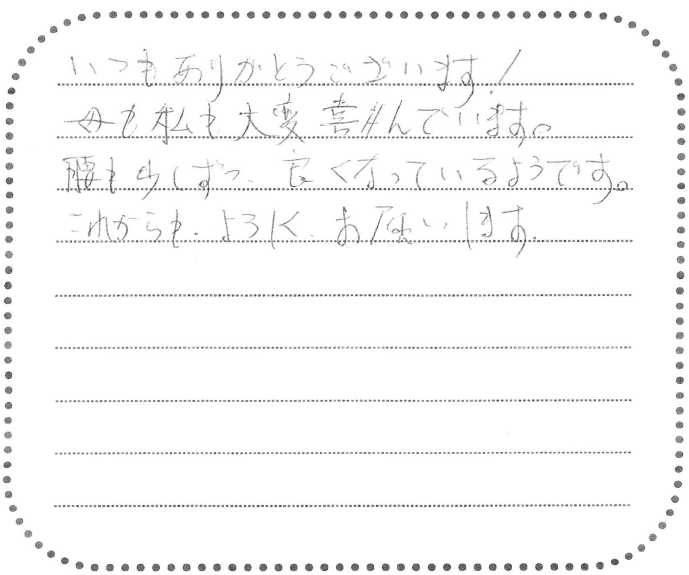 いつもありがとうございます!
母も私も大変喜んでいます。
腰も少しずつ、良くなっているようです。
これからも、よろしく、お願いします。